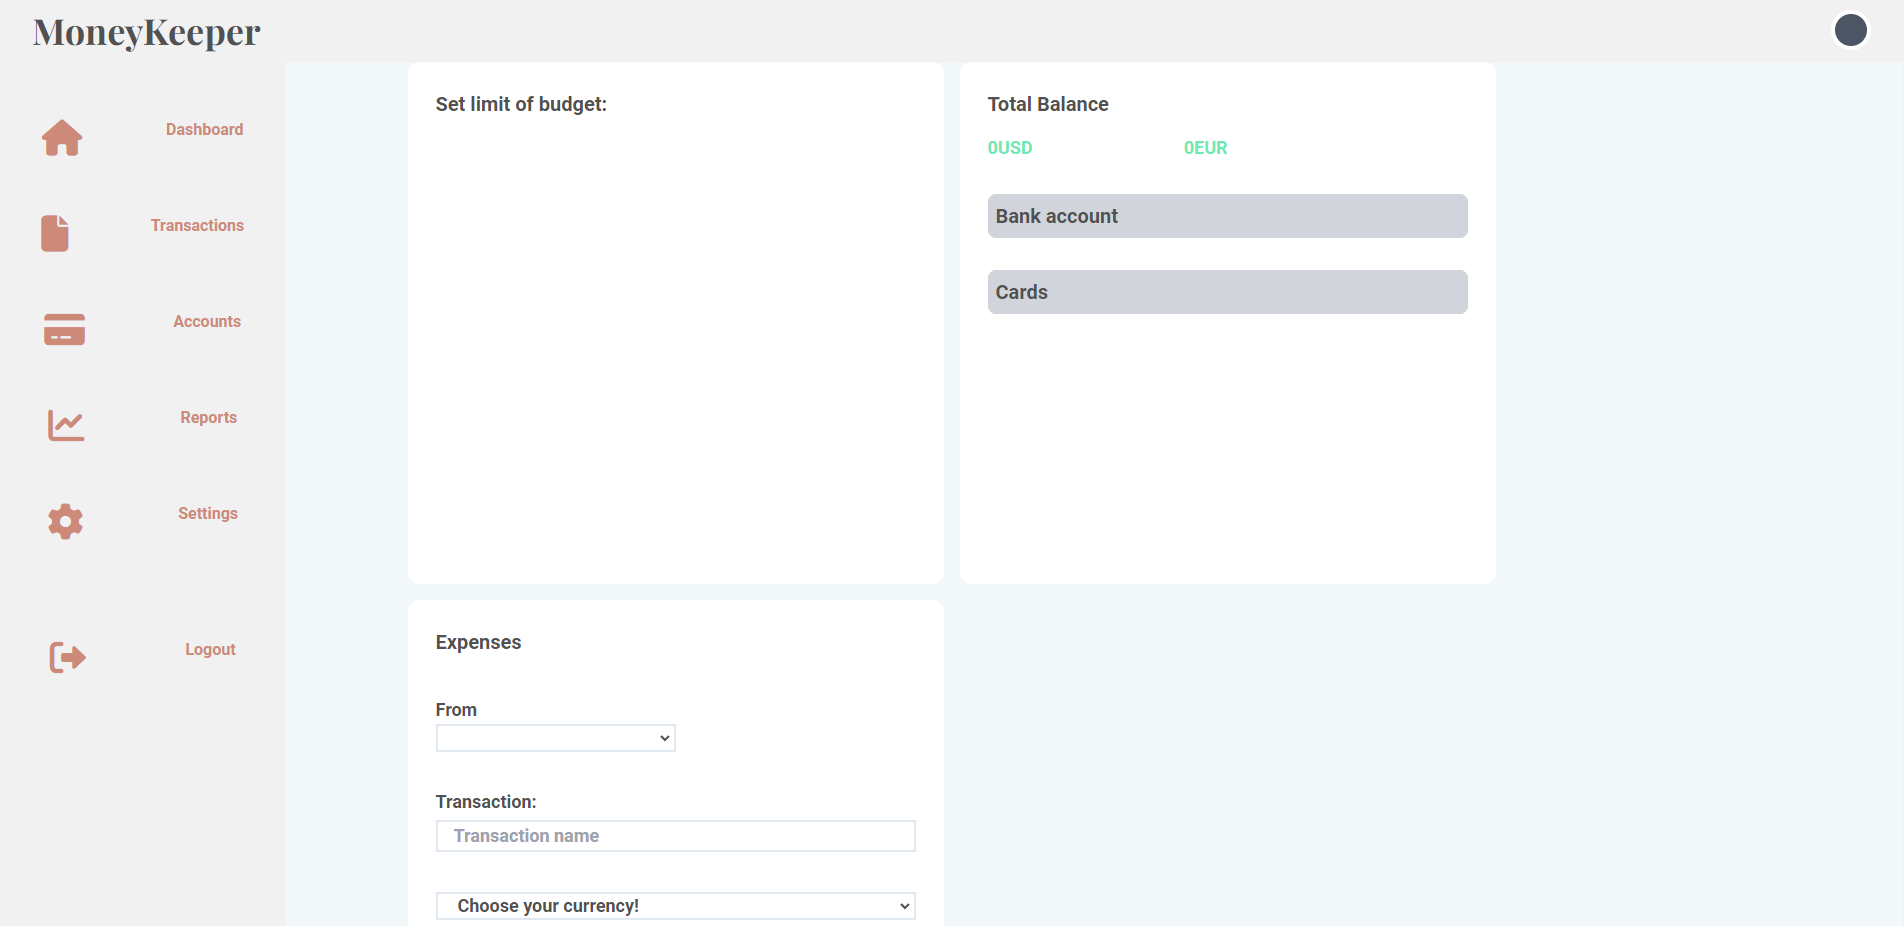 MoneyKeeper
Dashboard
Transactions
Accounts
Reports
Settings
Logout
Set limit of budget:
Total Balance
0USD 0EUR
Bank account
Cards
Expenses
From
Transaction:
Transaction name
Choose your currency!